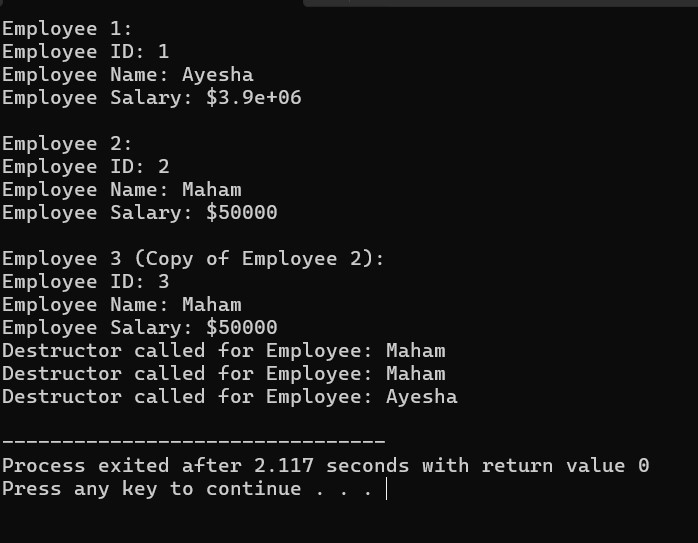 Employee 1:
Employee ID: 1
Employee Name: Ayesha
Employee Salary: $3.9e+06
Employee 2:
Employee ID: 2
Employee Name: Maham
Employee Salary: $50000
Employee 3 (Copy of Employee 2):
Employee ID: 3
Employee Name: Maham
Employee Salary: $50000
Destructor called for Employee: Maham
Destructor called for Employee: Maham
Destructor called for Employee: Ayesha
--------------------------------
Process exited after 2.117 seconds with return value 0
Press any key to continue . . .